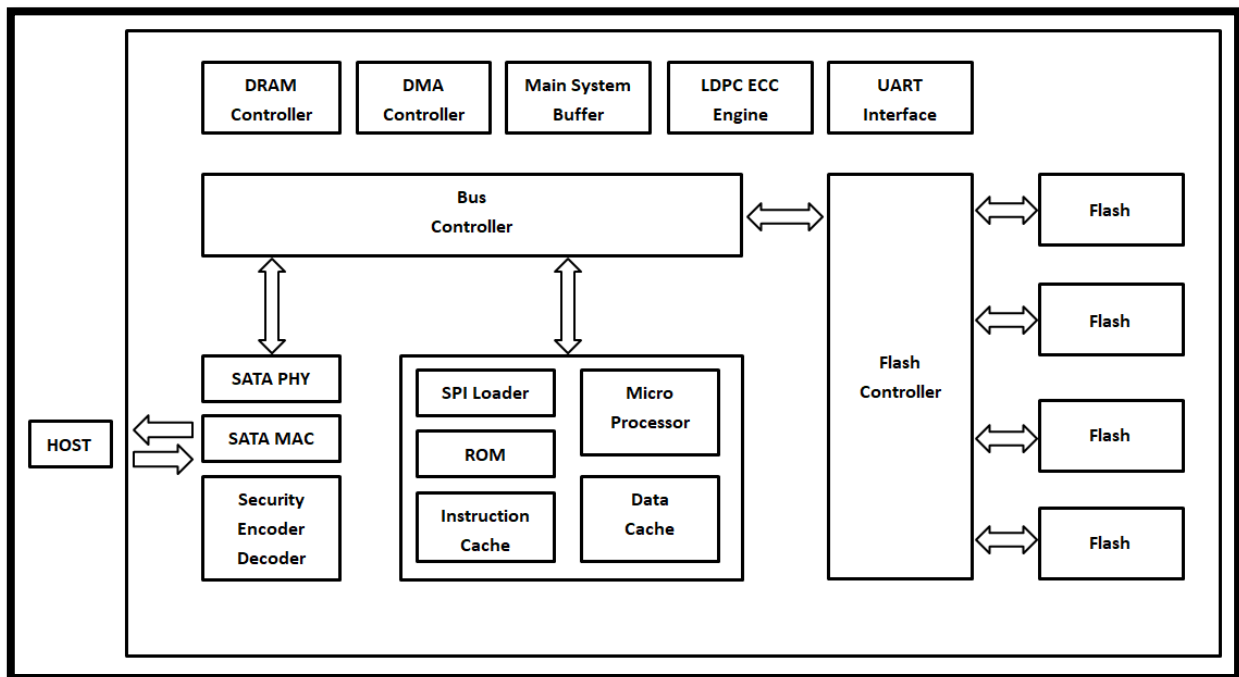 DRAM
Controller
DMA
Controller
Main System
Buffer
LDPC ECC
Engine
UART
Interface
Bus
Controller
Flash
Controller
Flash
Flash
Flash
Flash
HOST
SATA PHY
SATA MAC
Security
Encoder
Decoder
SPI Loader
ROM
Instruction
Cache
Micro
Processor
Data
Cache